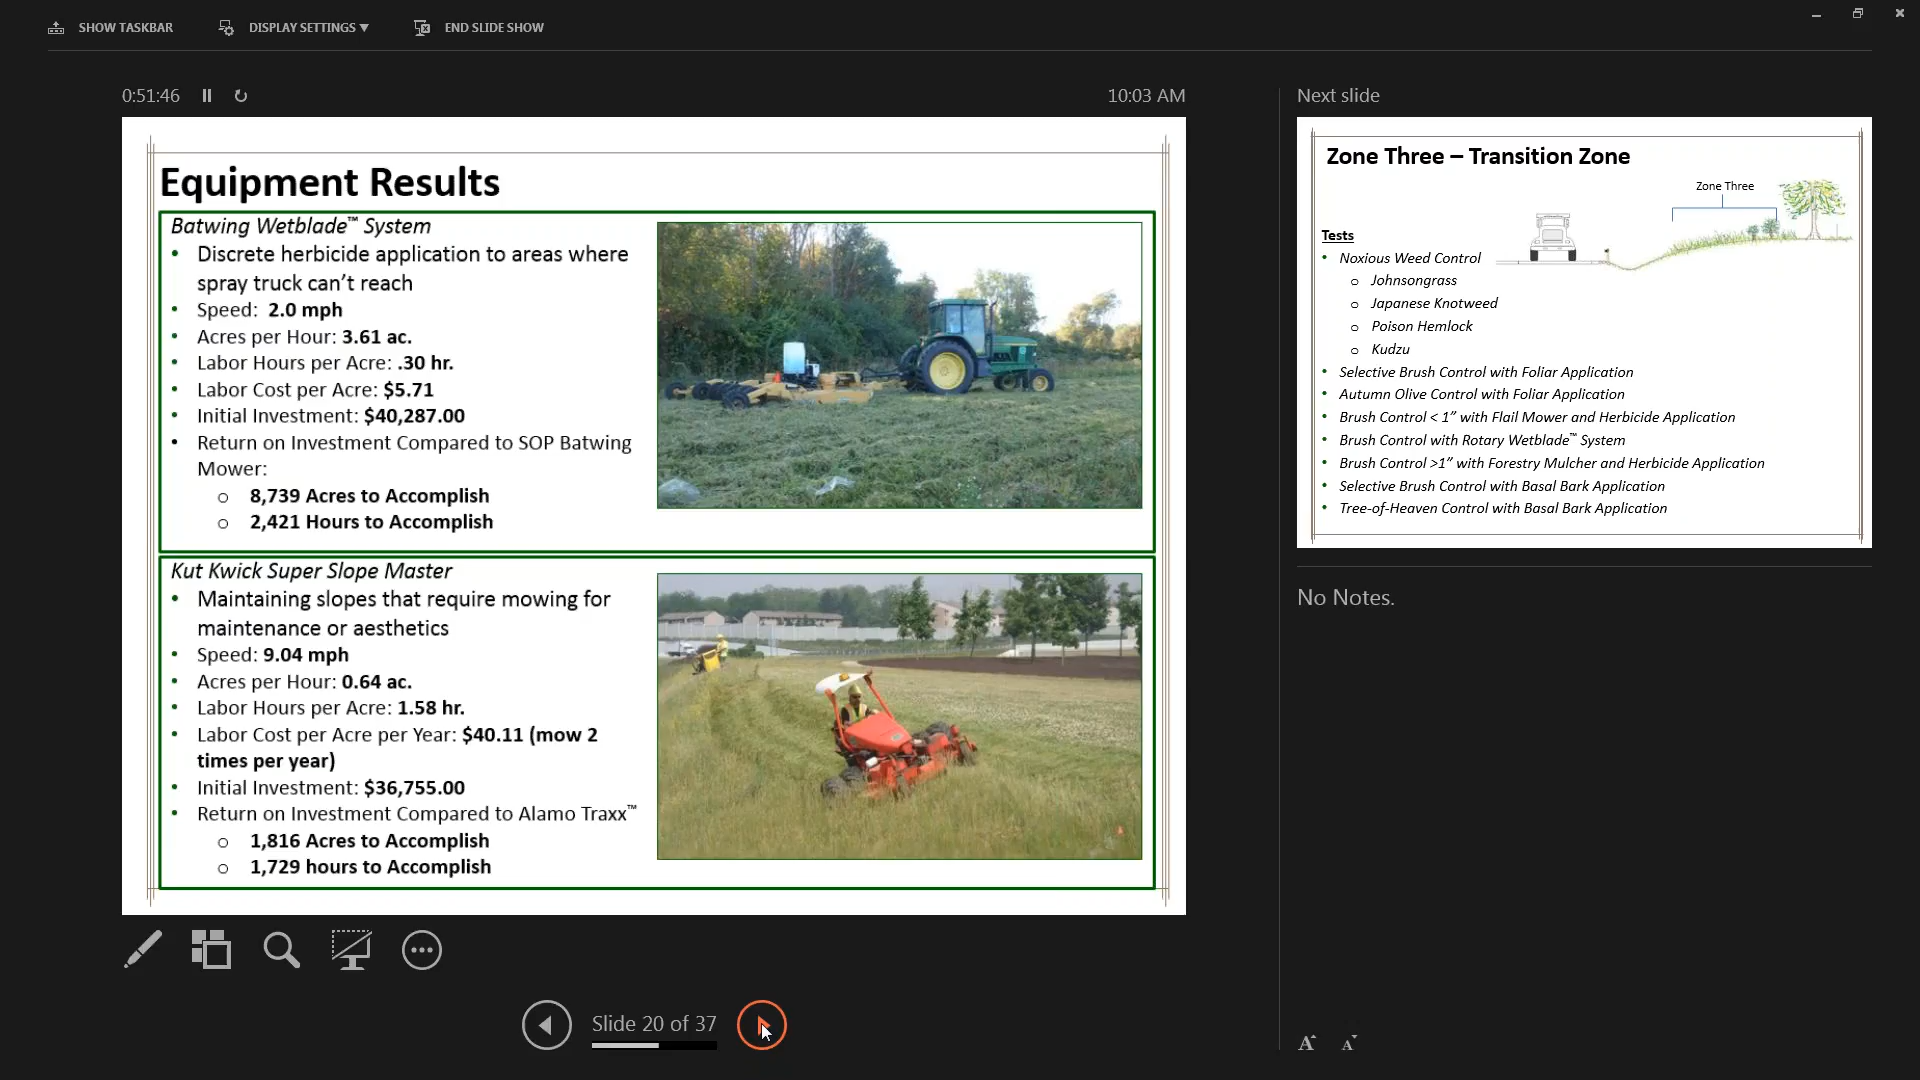 SHOW TASKBAR
DISPLAY SETTINGS ▼
END SLIDE SHOW
0:51:46
10:03 AM
Equipment Results
Batwing Wetblade™ System
• Discrete herbicide application to areas where
spray truck can't reach
• Speed: 2.0 mph
• Acres per Hour: 3.61 ac.
• Labor Hours per Acre: .30 hr.
• Labor Cost per Acre: $5.71
• Initial Investment: $40,287.00
• Return on Investment Compared to SOP Batwing
Mower:
o 8,739 Acres to Accomplish
o 2,421 Hours to Accomplish
Kut Kwick Super Slope Master
• Maintaining slopes that require mowing for
maintenance or aesthetics
• Speed: 9.04 mph
• Acres per Hour: 0.64 ac.
• Labor Hours per Acre: 1.58 hr.
• Labor Cost per Acre per Year: $40.11 (mow 2
times per year)
• Initial Investment: $36,755.00
• Return on Investment Compared to Alamo Traxx™
o 1,816 Acres to Accomplish
o 1,729 hours to Accomplish
Slide 20 of 37
Next slide
Zone Three – Transition Zone
Zone Three
Tests
• Noxious Weed Control
o Johnsongrass
o Japanese Knotweed
o Poison Hemlock
o Kudzu
• Selective Brush Control with Foliar Application
• Autumn Olive Control with Foliar Application
• Brush Control < 1" with Flail Mower and Herbicide Application
• Brush Control with Rotary Wetblade™ System
• Brush Control >1" with Forestry Mulcher and Herbicide Application
• Selective Brush Control with Basal Bark Application
• Tree-of-Heaven Control with Basal Bark Application
No Notes.
A A